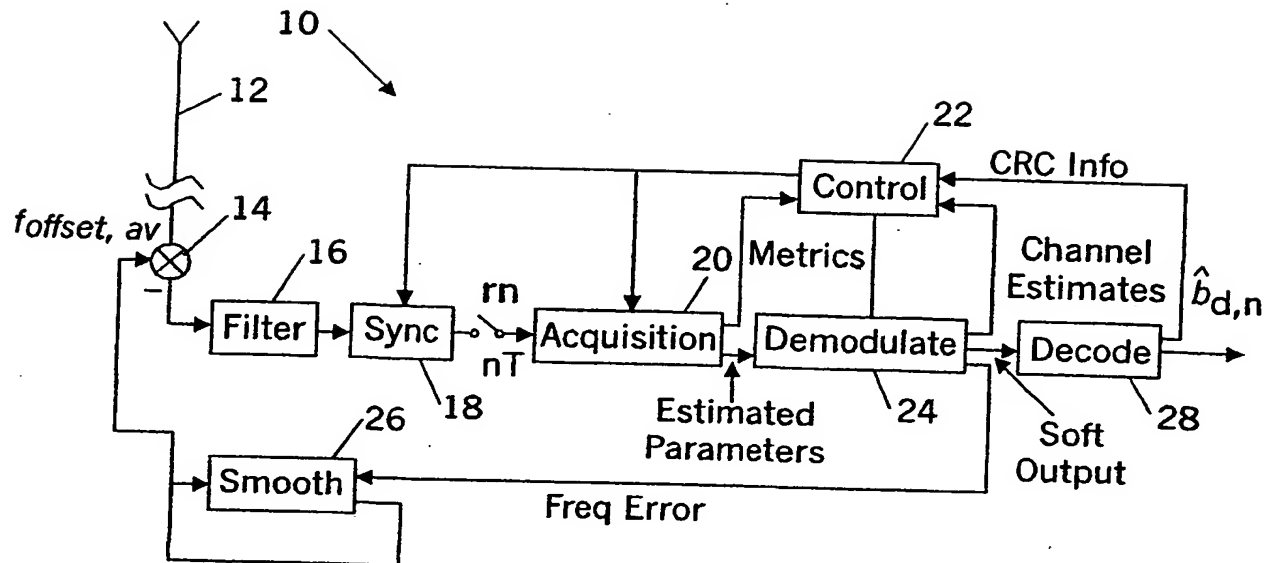 10
12
22
CRC Info
Control
foffset, av
14
16
20
Metrics
Channel
Estimates
b̂d,n
rn
Filter
Sync
Acquisition
Demodulate
Decode
nT
18
24
28
Estimated
Parameters
Soft
Output
26
Smooth
Freq Error